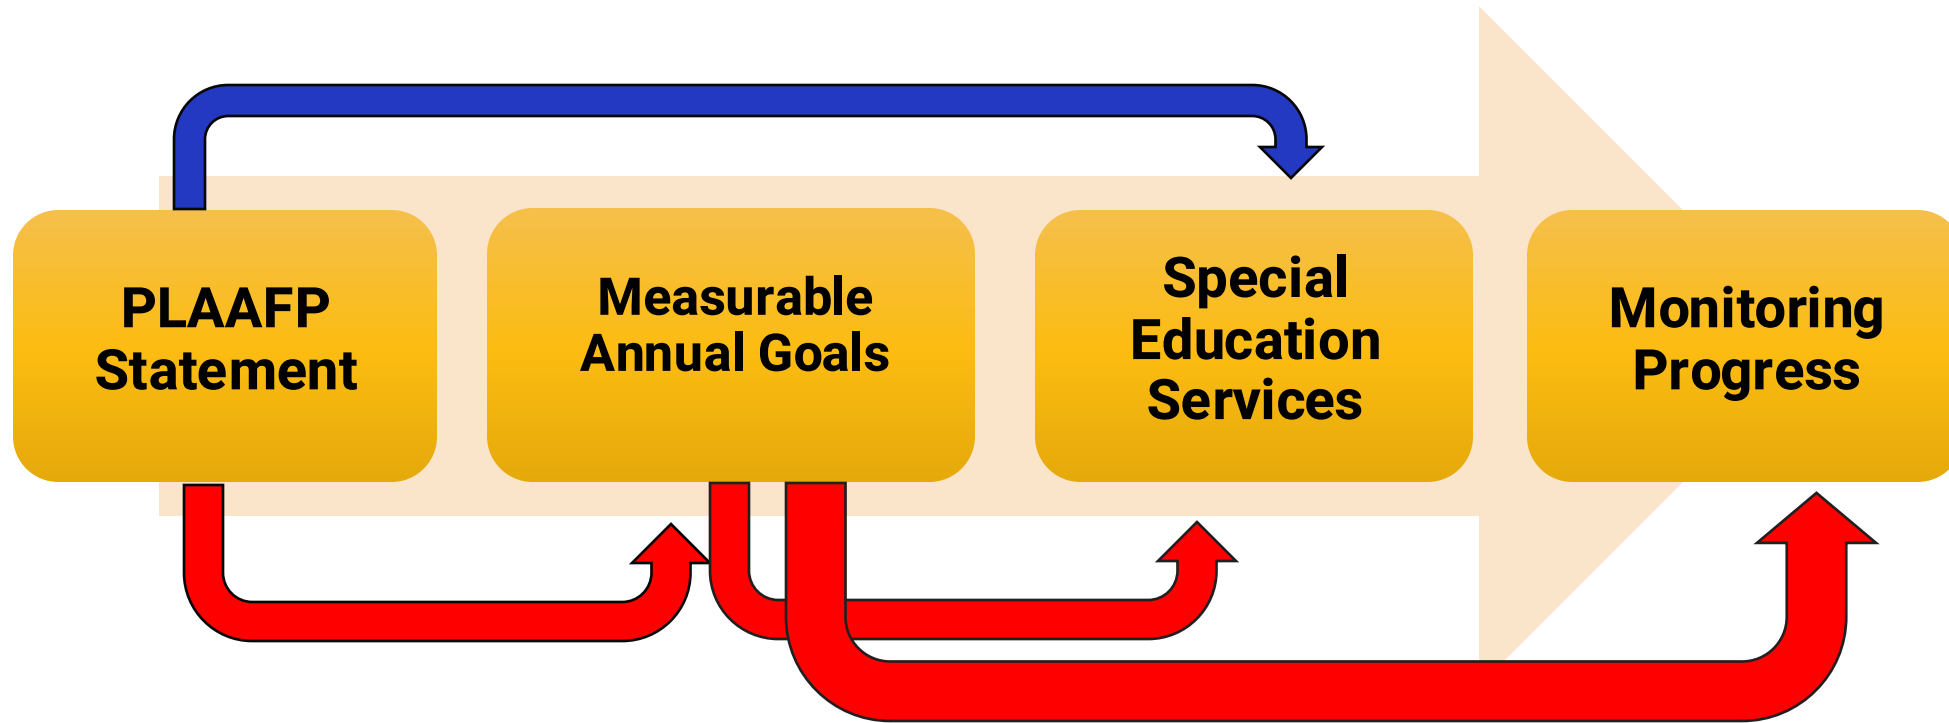 PLAAFP
Statement
Measurable
Annual Goals
Special
Education
Services
Monitoring
Progress